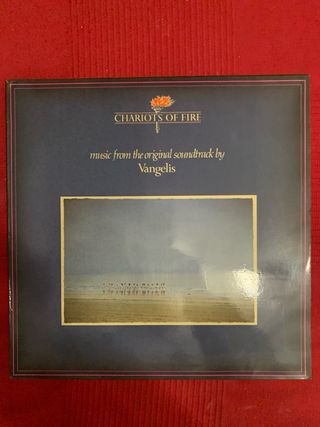 CHARIOTS OF FIRE
music from the original soundtrack by
Vangelis